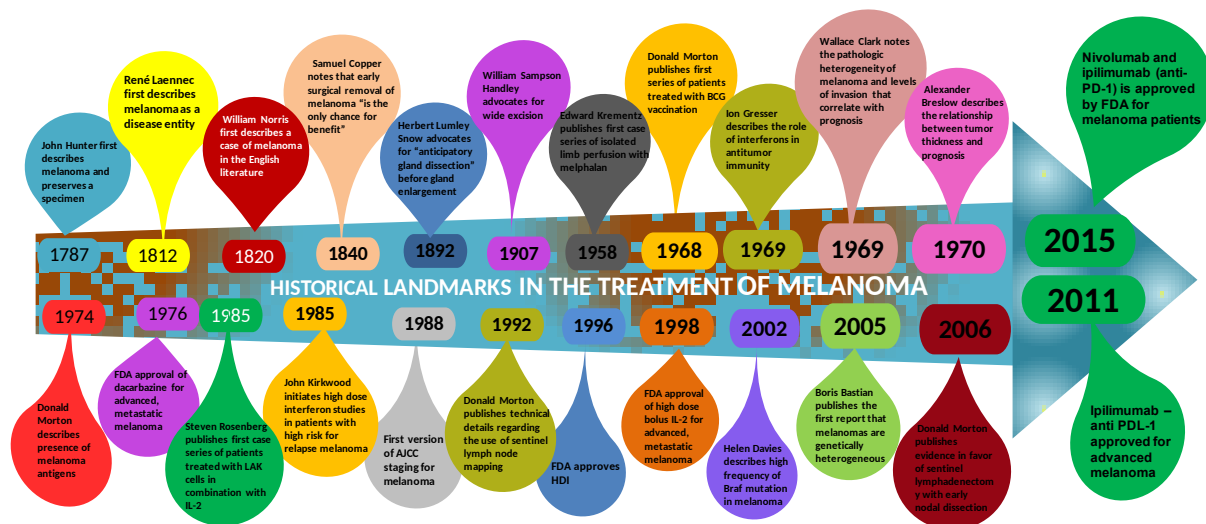 John Hunter first
describes
melanoma and
preserves a
specimen
1787
René Laennec
first describes
melanoma as a
disease entity
1812
William Norris
first describes a
case of melanoma
in the English
literature
1820
Samuel Copper
notes that early
surgical removal of
melanoma “is the
only chance for
benefit”
1840
Herbert Lumley
Snow advocates
for “anticipatory
gland dissection”
before gland
enlargement
1892
William Sampson
Handley
advocates for
wide excision
1907
Edward Krementz
publishes first case
series of isolated
limb perfusion with
melphalan
1958
Donald Morton
publishes first
series of patients
treated with BCG
vaccination
1968
Ion Gresser
describes the role
of interferons in
antitumor
immunity
1969
Wallace Clark notes
the pathologic
heterogeneity of
melanoma and levels
of invasion that
correlate with
prognosis
1969
Alexander
Breslow describes
the relationship
between tumor
thickness and
prognosis
1970
Nivolumab and
ipilimumab (anti-
PD-1) is approved
by FDA for
melanoma patients
2015
HISTORICAL LANDMARKS IN THE TREATMENT OF MELANOMA
1974
Donald
Morton
describes
presence of
melanoma
antigens
1976
FDA approval of
dacarbazine for
advanced,
metastatic
melanoma
1985
Steven Rosenberg
publishes first case
series of patients
treated with LAK
cells in
combination with
IL-2
1985
John Kirkwood
initiates high dose
interferon studies
in patients with
high risk for
relapse melanoma
1988
First version
of AJCC
staging for
melanoma
1992
Donald Morton
publishes technical
details regarding
the use of sentinel
lymph node
mapping
1996
FDA approves
HDI
1998
FDA approval
of high dose
bolus IL-2 for
advanced,
metastatic
melanoma
2002
Helen Davies
describes high
frequency of
Braf mutation
in melanoma
2005
Boris Bastian
publishes the
first report that
melanomas are
genetically
heterogeneous
2006
Donald Morton
publishes
evidence in favor
of sentinel
lymphadenectom
y with early
nodal dissection
2011
Ipilimumab –
anti PDL-1
approved for
advanced
melanoma